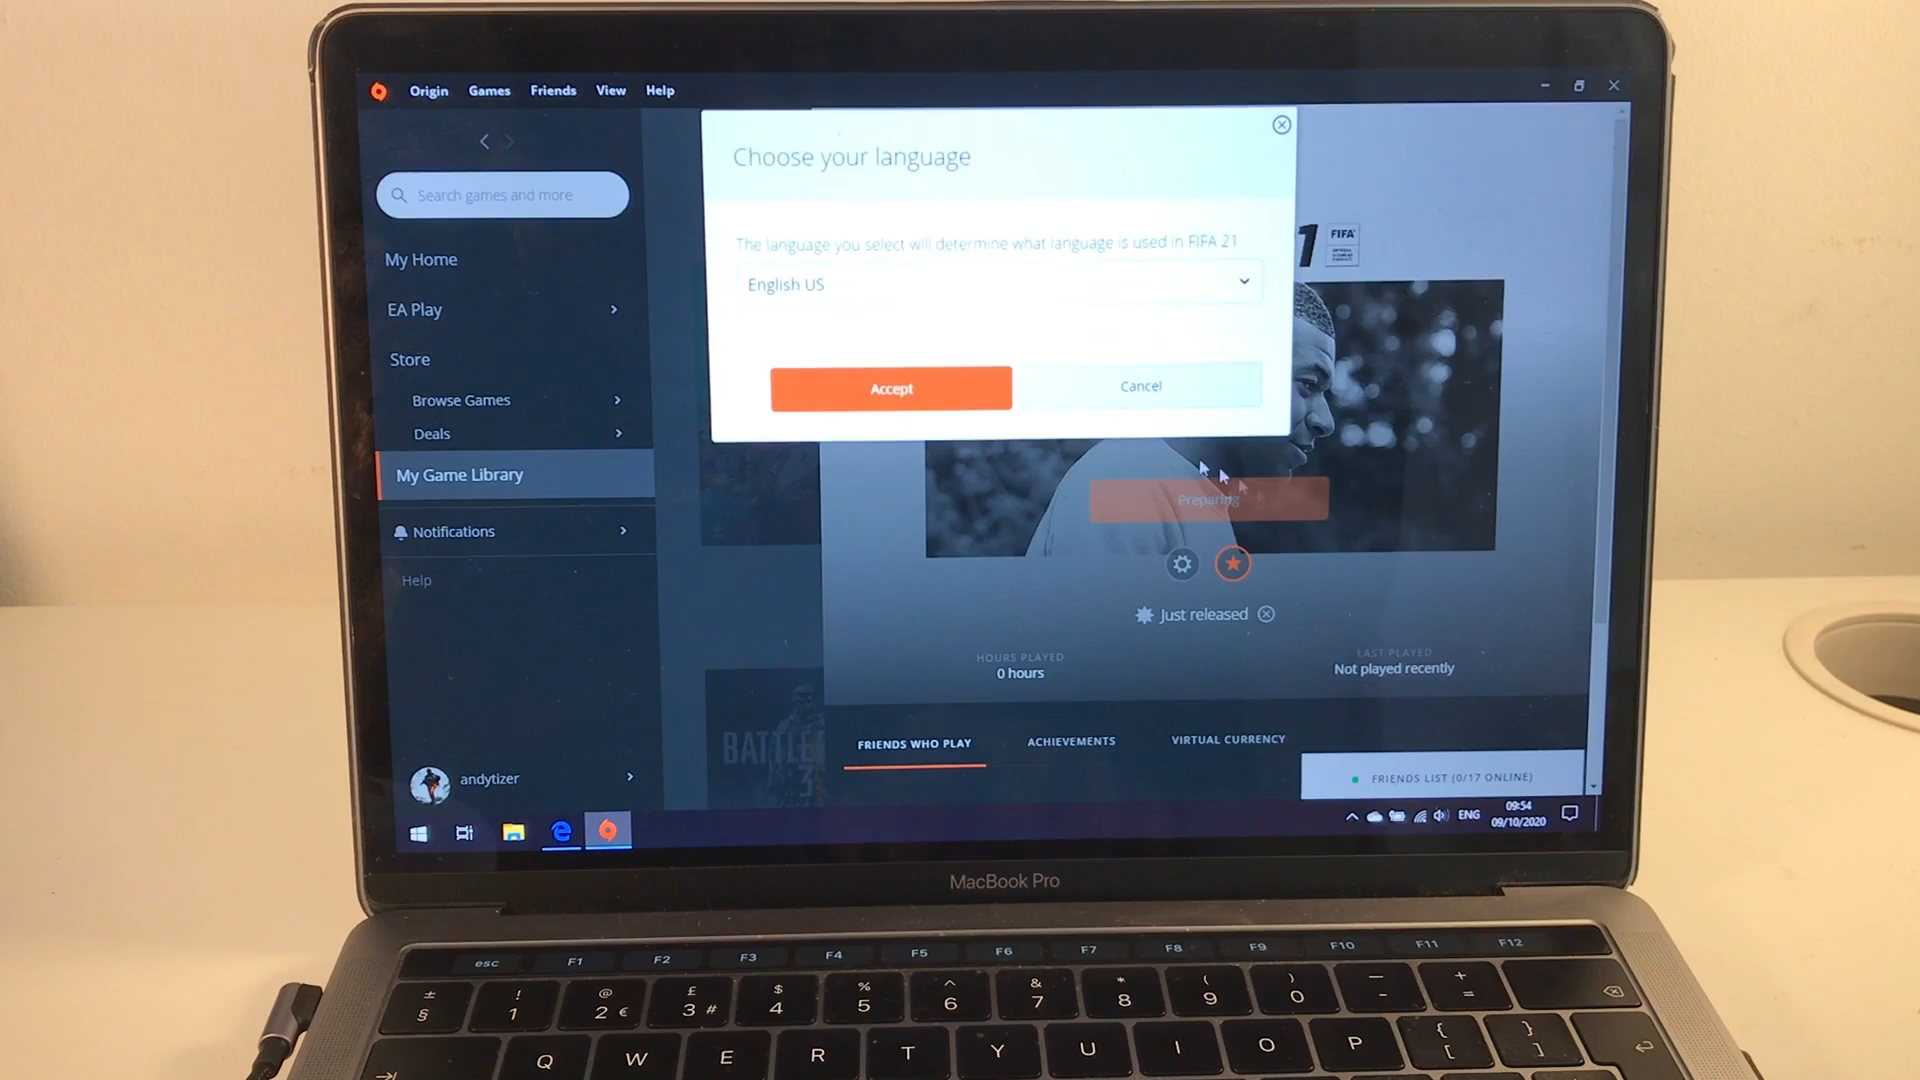 Origin Games Friends View Help
Search games and more
My Home
EA Play
Store
Browse Games
Deals
My Game Library
Notifications
Help
andytizer
Choose your language
The language you select will determine what language is used in FIFA 21.
English US
Accept Cancel
1 FIFA
Preparing
Just released
HOURS PLAYED
0 hours
LAST PLAYED
Not played recently
BATTLE
3
FRIENDS WHO PLAY ACHIEVEMENTS VIRTUAL CURRENCY
FRIENDS LIST (0/17 ONLINE)
ENG
09:54
09/10/2020
MacBook Pro
esc F1 F2 F3 F4 F5 F6 F7 F8 F9 F10 F11 F12
± ! @ £ $ % ^ & * ( ) — +
§ 1 2 € 3 # 4 5 6 7 8 9 0 - =
Q W E R T Y U I O P { [ } ]